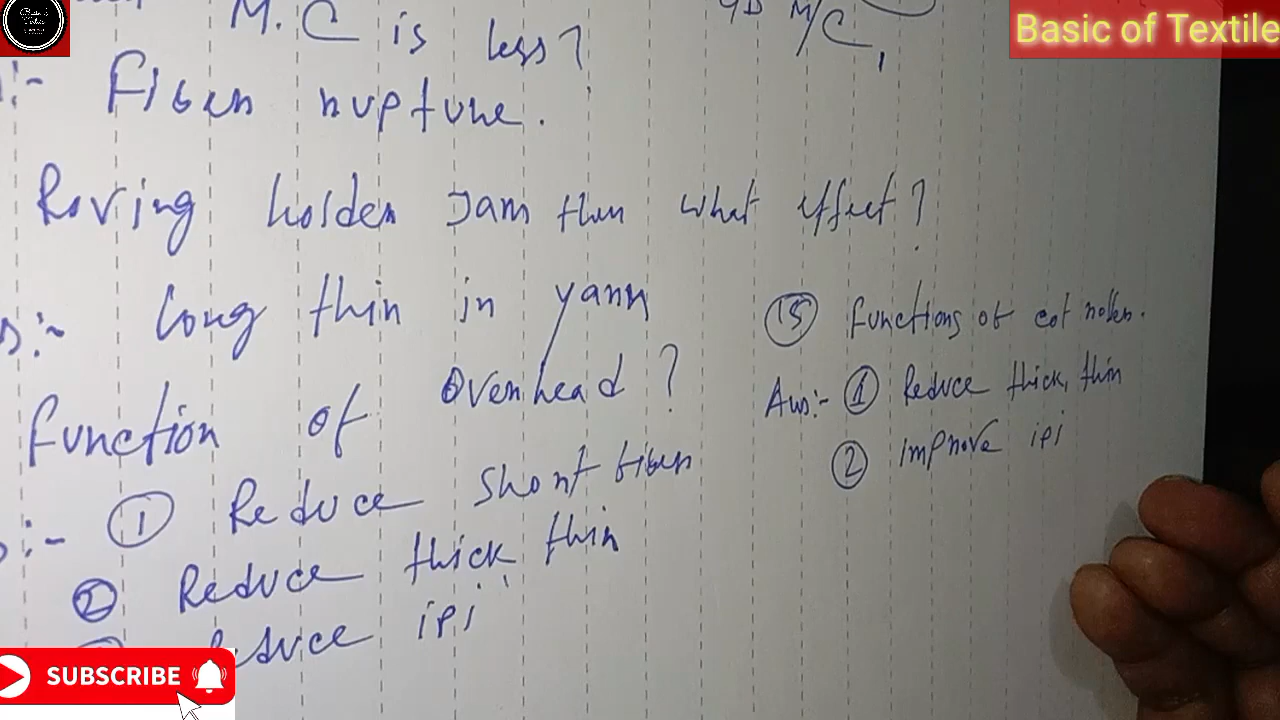 M.C is less?
M/C,
Basic of Textile
Fiber rupture.
Roving holder Jam then what effect?
Long thin in yarn
function of Overhead?
① Reduce short fiber
② Reduce thick thin
Reduce ipi
⑮ functions of cot roller.
Ans:- ① Reduce thick, thin
② improve ipi
SUBSCRIBE